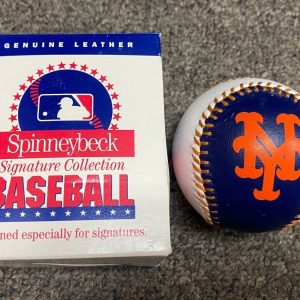 GENUINE LEATHER
Spinneybeck
Signature Collection
BASEBALL
ned especially for signatures.
NY